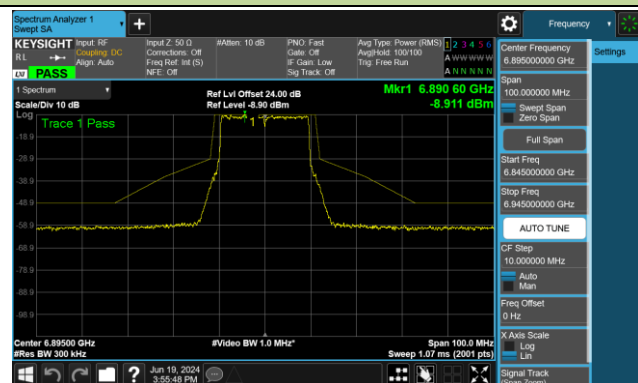 Spectrum Analyzer 1
Swept SA
Frequency
KEYSIGHT
R L
LXI
PASS
Input: RF
Coupling: DC
Align: Auto
Input Z: 50 Ω
Corrections: Off
Freq Ref: Int (S)
NFE: Off
#Atten: 10 dB
PNO: Fast
Gate: Off
IF Gain: Low
Sig Track: Off
Avg Type: Power (RMS)
Avg|Hold: 100/100
Trig: Free Run
1 2 3 4 5 6
A W W W W W
A N N N N N
1 Spectrum
Scale/Div 10 dB
Log
Ref Lvl Offset 24.00 dB
Ref Level -8.90 dBm
Mkr1 6.890 60 GHz
-8.911 dBm
Trace 1 Pass
1
-18.9
-28.9
-38.9
-48.9
-58.9
-68.9
-78.9
-88.9
-98.9
Center 6.89500 GHz
#Res BW 300 kHz
#Video BW 1.0 MHz*
Span 100.0 MHz
Sweep 1.07 ms (2001 pts)
Jun 19, 2024
3:55:48 PM
Center Frequency
6.895000000 GHz
Settings
Span
100.000000 MHz
Swept Span
Zero Span
Full Span
Start Freq
6.845000000 GHz
Stop Freq
6.945000000 GHz
AUTO TUNE
CF Step
10.000000 MHz
Auto
Man
Freq Offset
0 Hz
X Axis Scale
Log
Lin
Signal Track
(Span Zoom)